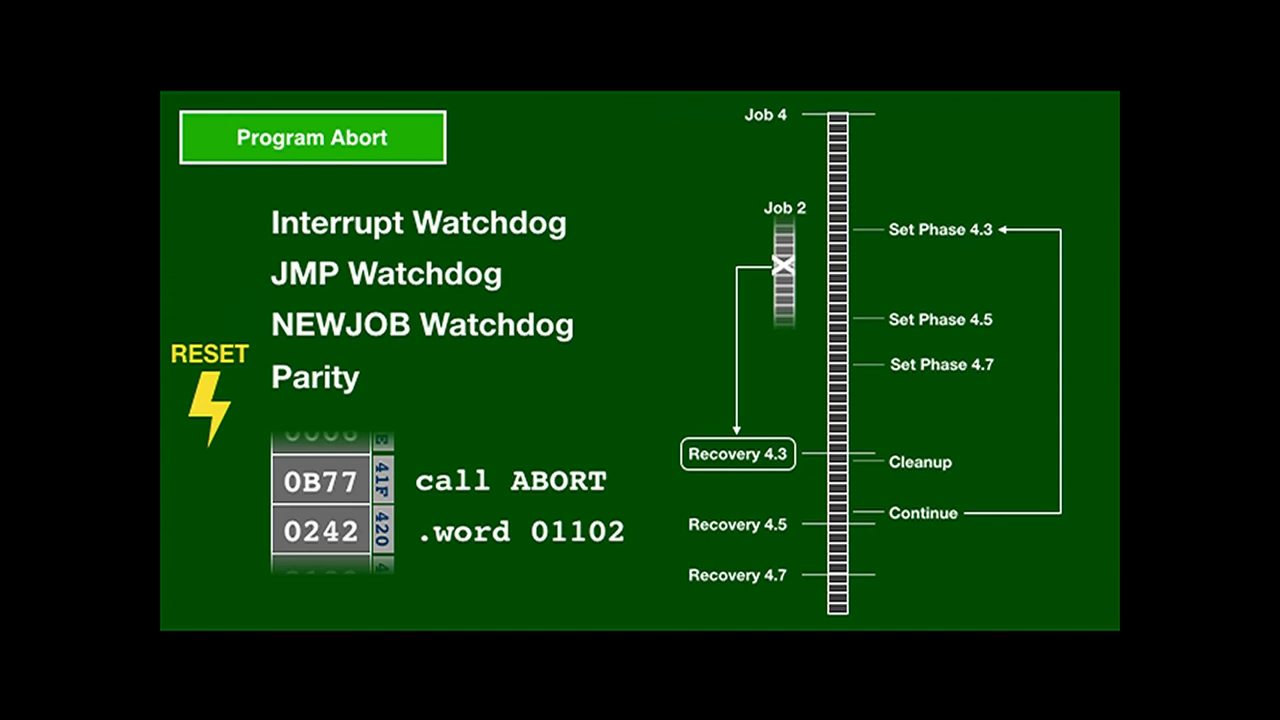 Program Abort
Interrupt Watchdog
JMP Watchdog
NEWJOB Watchdog
RESET
Parity
0B77 41F call ABORT
0242 420 .word 01102
Job 4
Job 2
Set Phase 4.3
Set Phase 4.5
Set Phase 4.7
Recovery 4.3
Cleanup
Continue
Recovery 4.5
Recovery 4.7